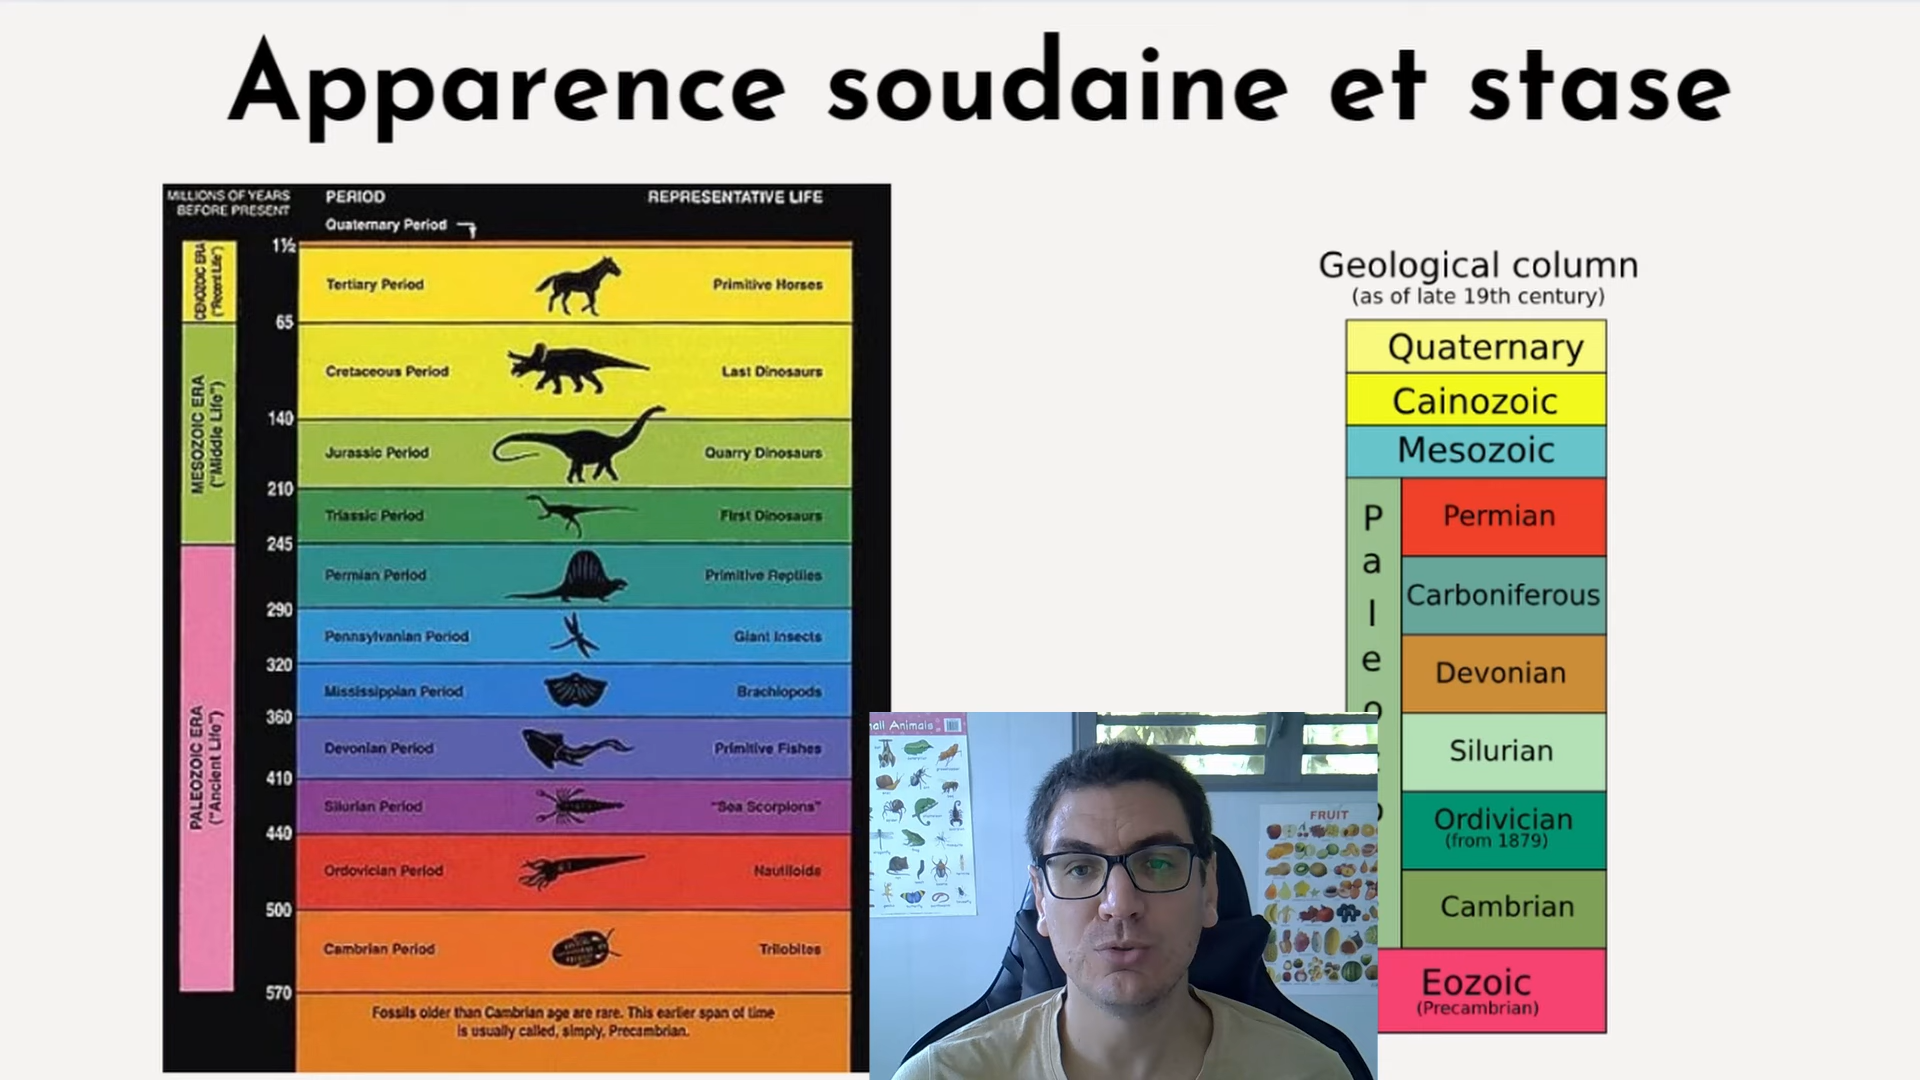 Apparence soudaine et stase
MILLIONS OF YEARS
BEFORE PRESENT
PERIOD
REPRESENTATIVE LIFE
Quaternary Period
1½
Tertiary Period
Primitive Horses
65
Cretaceous Period
Last Dinosaurs
140
Jurassic Period
Quarry Dinosaurs
210
Triassic Period
First Dinosaurs
245
Permian Period
Primitive Reptiles
290
Pennsylvanian Period
Giant Insects
320
Mississippian Period
Brachiopods
360
Devonian Period
Primitive Fishes
410
Silurian Period
"Sea Scorpions"
440
Ordovician Period
Nautiloids
500
Cambrian Period
Trilobites
570
Fossils older than Cambrian age are rare. This earlier span of time
is usually called, simply, Precambrian.
CENOZOIC ERA
("Recent Life")
MESOZOIC ERA
("Middle Life")
PALEOZOIC ERA
("Ancient Life")
Geological column
(as of late 19th century)
Quaternary
Cainozoic
Mesozoic
P
a
l
e
o
Permian
Carboniferous
Devonian
Silurian
Ordivician
(from 1879)
Cambrian
Eozoic
(Precambrian)
all Animals
FRUIT